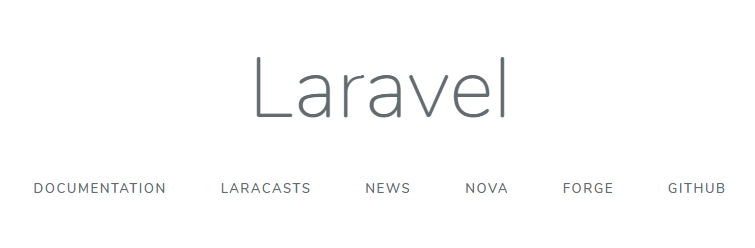 Laravel
DOCUMENTATION LARACASTS NEWS NOVA FORGE GITHUB